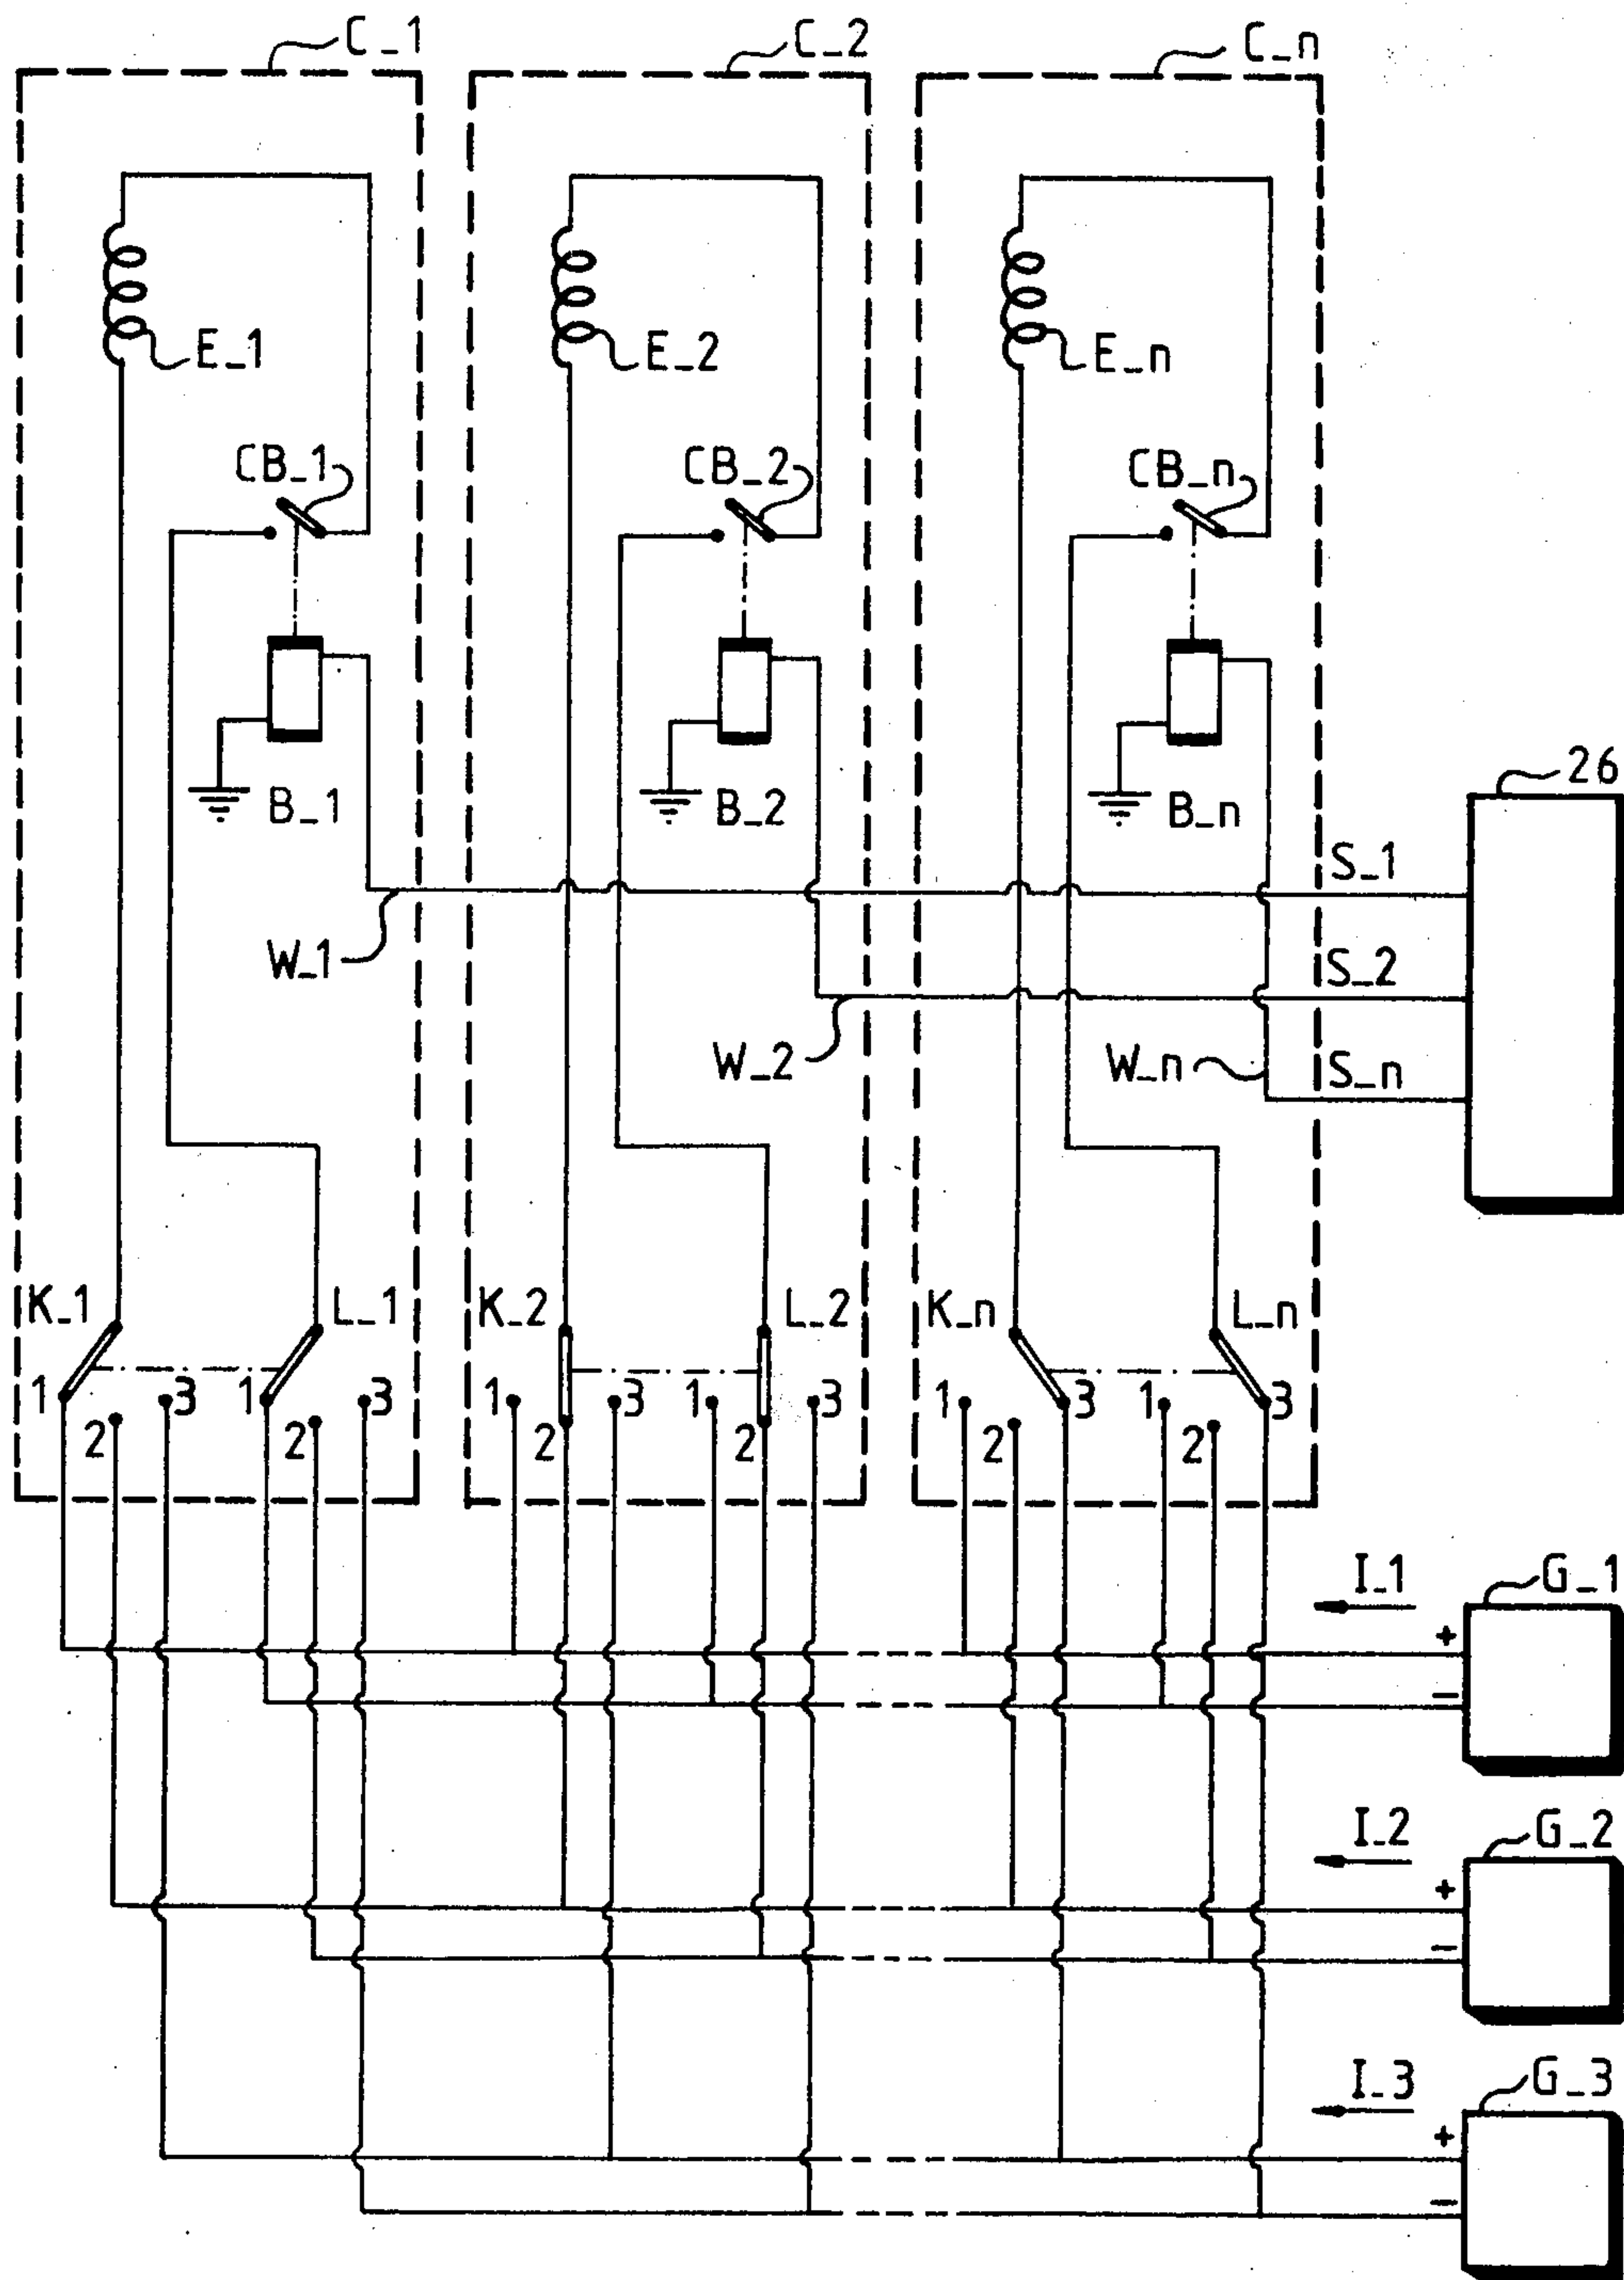 C_1 C_2 C_n
E_1 E_2 E_n
CB_1 CB_2 CB_n
26
B_1 B_2 B_n
S_1
W_1
S_2
W_2 W_n S_n
K_1 L_1 K_2 L_2 K_n L_n
1 3 1 3 1 3 1 3 1 3 1 3
2 2 2 2 2 2
I_1 G_1
+
−
I_2 G_2
+
−
I_3 G_3
+
−